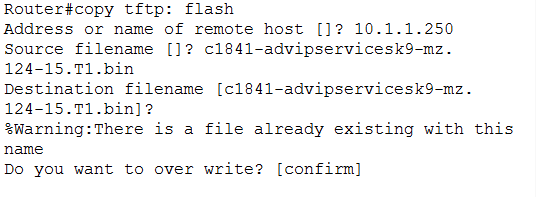 Router#copy tftp: flash
Address or name of remote host []? 10.1.1.250
Source filename []? c1841-advipservicesk9-mz.
124-15.T1.bin
Destination filename [c1841-advipservicesk9-mz.
124-15.T1.bin]?
%Warning:There is a file already existing with this
name
Do you want to over write? [confirm]